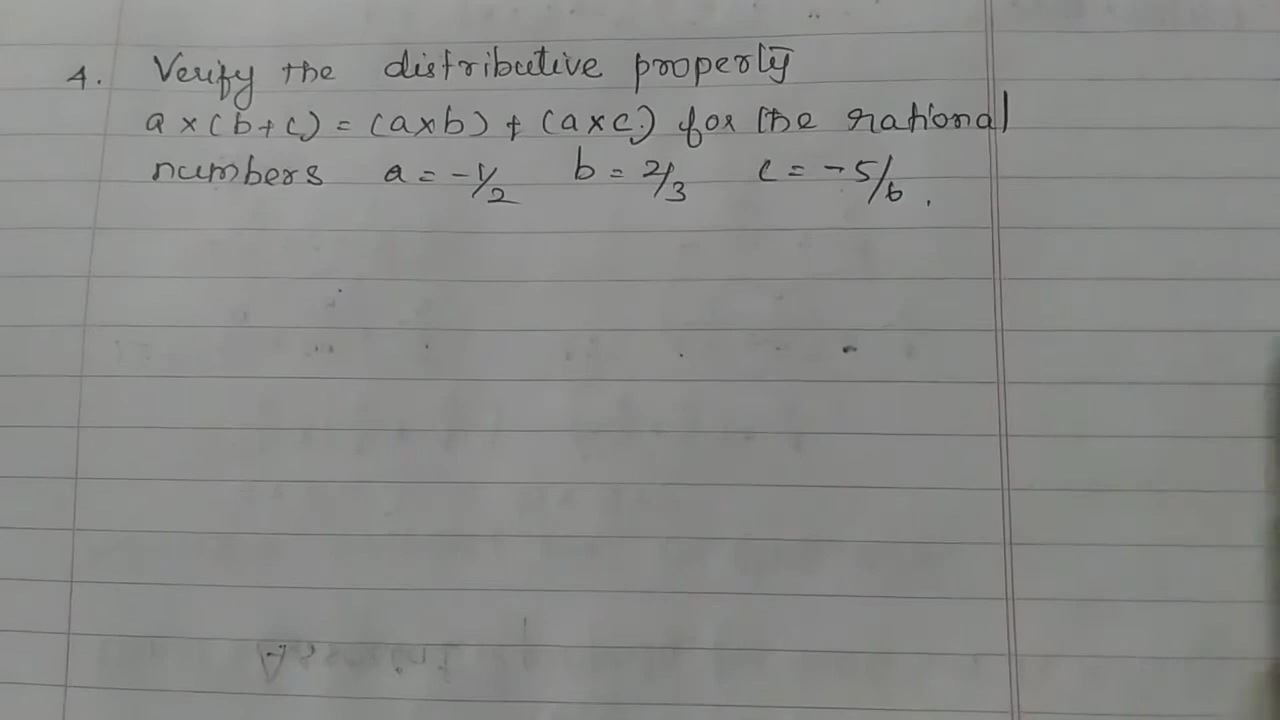 4. Verify the distributive property
a × (b + c) = (a × b) + (a × c) for the rational
numbers a = -1/2 b = 2/3 c = -5/6.